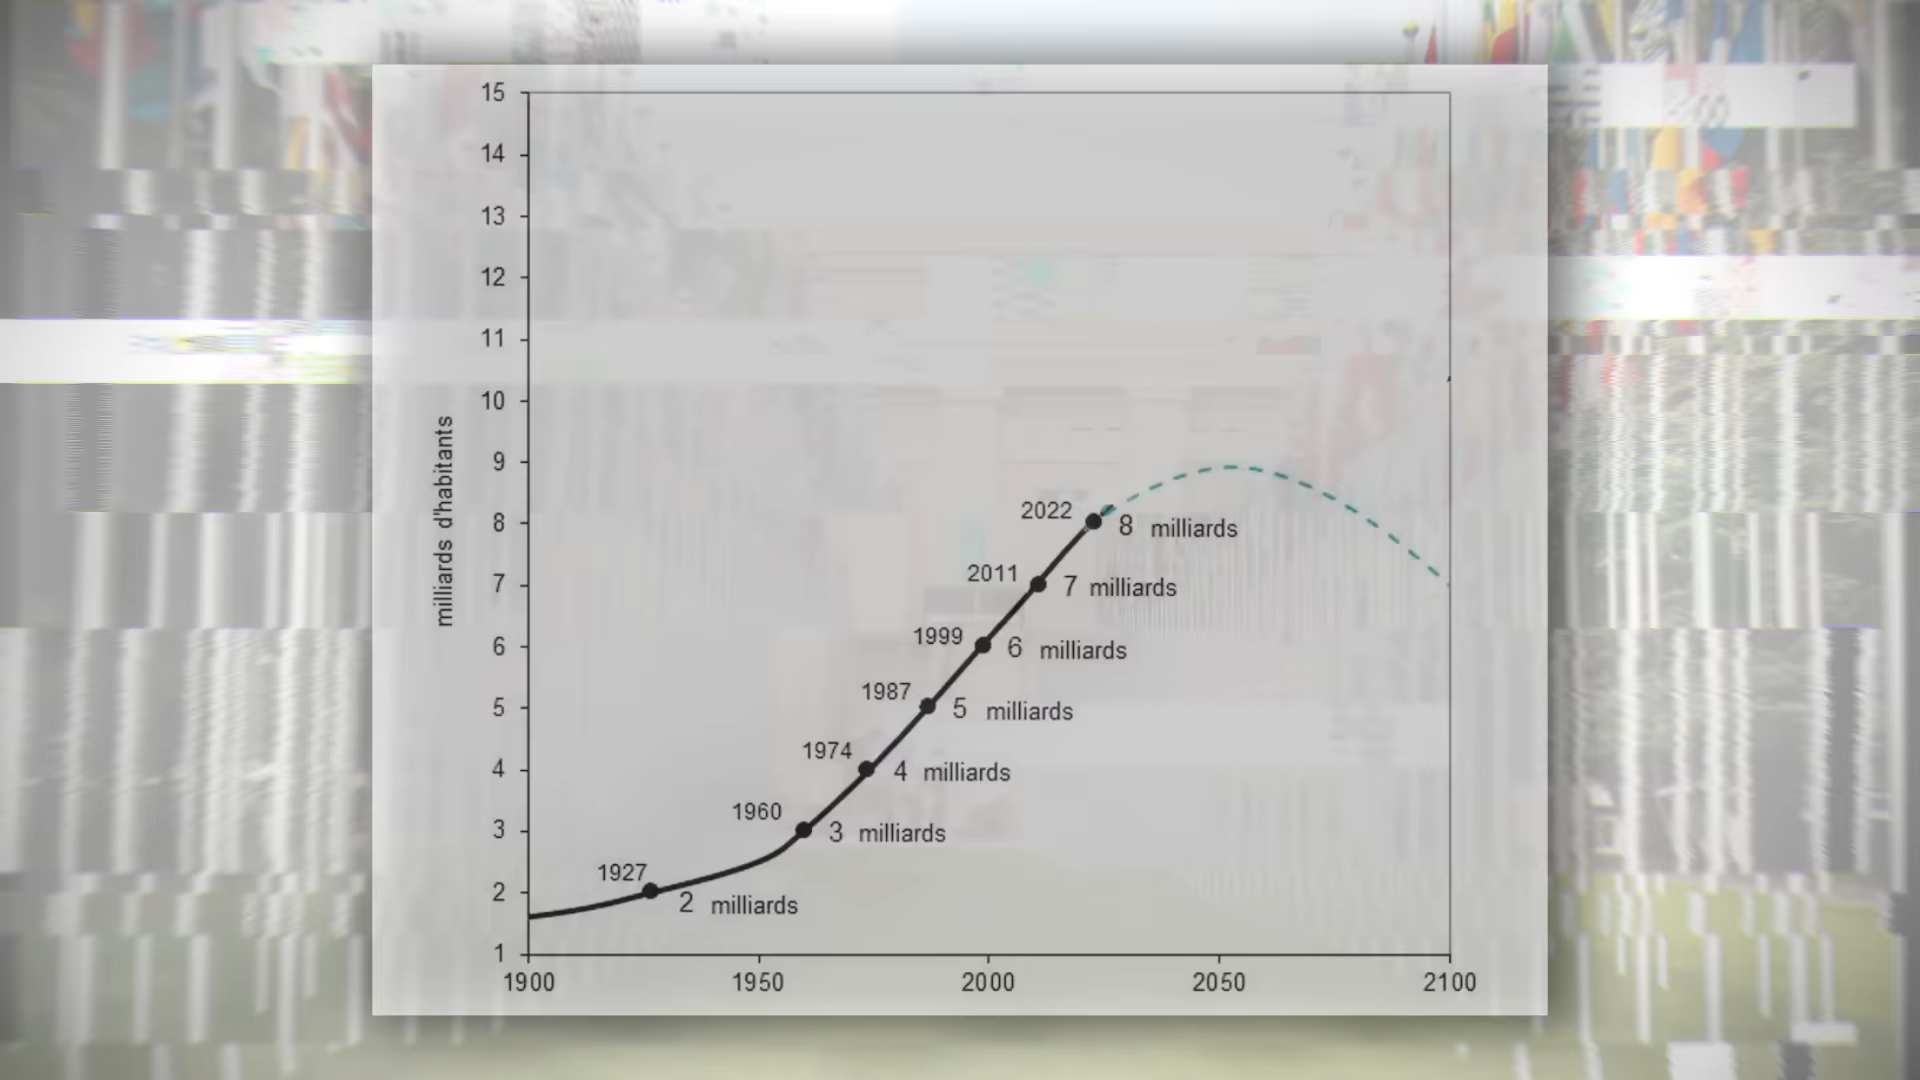 15
14
13
12
11
10
9
8
7
6
5
4
3
2
1
milliards d'habitants
2022
8 milliards
2011
7 milliards
1999
6 milliards
1987
5 milliards
1974
4 milliards
1960
3 milliards
1927
2 milliards
1900 1950 2000 2050 2100